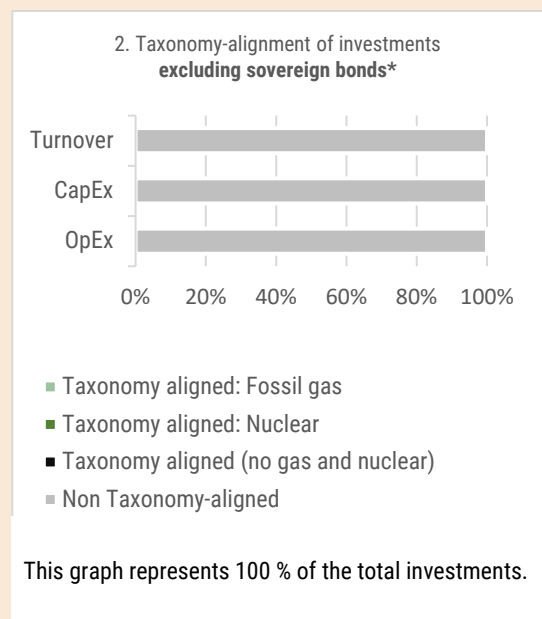 2. Taxonomy-alignment of investments
excluding sovereign bonds*
Turnover
CapEx
OpEx
0% 20% 40% 60% 80% 100%
Taxonomy aligned: Fossil gas
Taxonomy aligned: Nuclear
Taxonomy aligned (no gas and nuclear)
Non Taxonomy-aligned
This graph represents 100 % of the total investments.